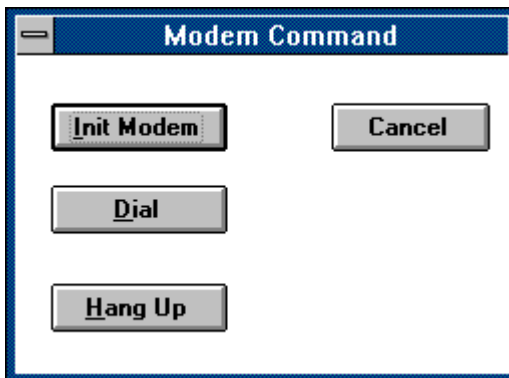 Modem Command
Init Modem
Cancel
Dial
Hang Up